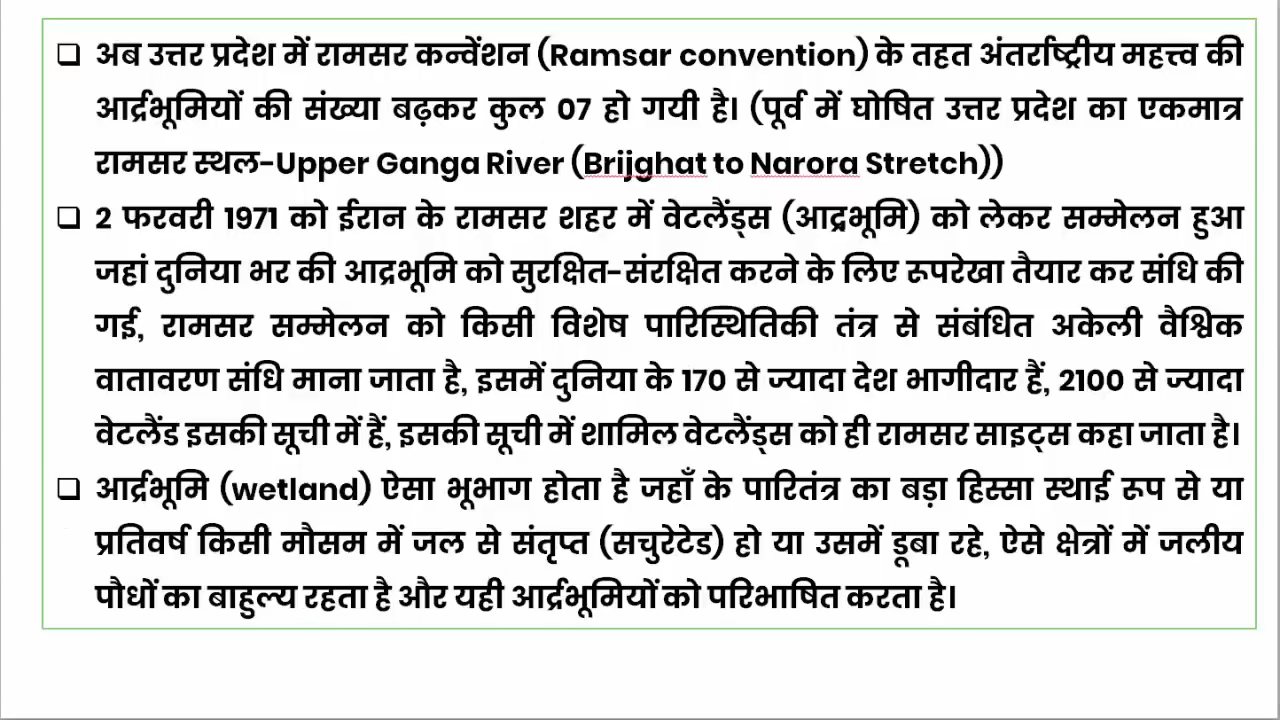 ❑ अब उत्तर प्रदेश में रामसर कन्वेंशन (Ramsar convention) के तहत अंतर्राष्ट्रीय महत्त्व की
आर्द्रभूमियों की संख्या बढ़कर कुल 07 हो गयी है। (पूर्व में घोषित उत्तर प्रदेश का एकमात्र
रामसर स्थल-Upper Ganga River (Brijghat to Narora Stretch))
❑ 2 फरवरी 1971 को ईरान के रामसर शहर में वेटलैंड्स (आद्रभूमि) को लेकर सम्मेलन हुआ
जहां दुनिया भर की आद्रभूमि को सुरक्षित-संरक्षित करने के लिए रूपरेखा तैयार कर संधि की
गई, रामसर सम्मेलन को किसी विशेष पारिस्थितिकी तंत्र से संबंधित अकेली वैश्विक
वातावरण संधि माना जाता है, इसमें दुनिया के 170 से ज्यादा देश भागीदार हैं, 2100 से ज्यादा
वेटलैंड इसकी सूची में हैं, इसकी सूची में शामिल वेटलैंड्स को ही रामसर साइट्स कहा जाता है।
❑ आर्द्रभूमि (wetland) ऐसा भूभाग होता है जहाँ के पारितंत्र का बड़ा हिस्सा स्थाई रूप से या
प्रतिवर्ष किसी मौसम में जल से संतृप्त (सचुरेटेड) हो या उसमें डूबा रहे, ऐसे क्षेत्रों में जलीय
पौधों का बाहुल्य रहता है और यही आर्द्रभूमियों को परिभाषित करता है।